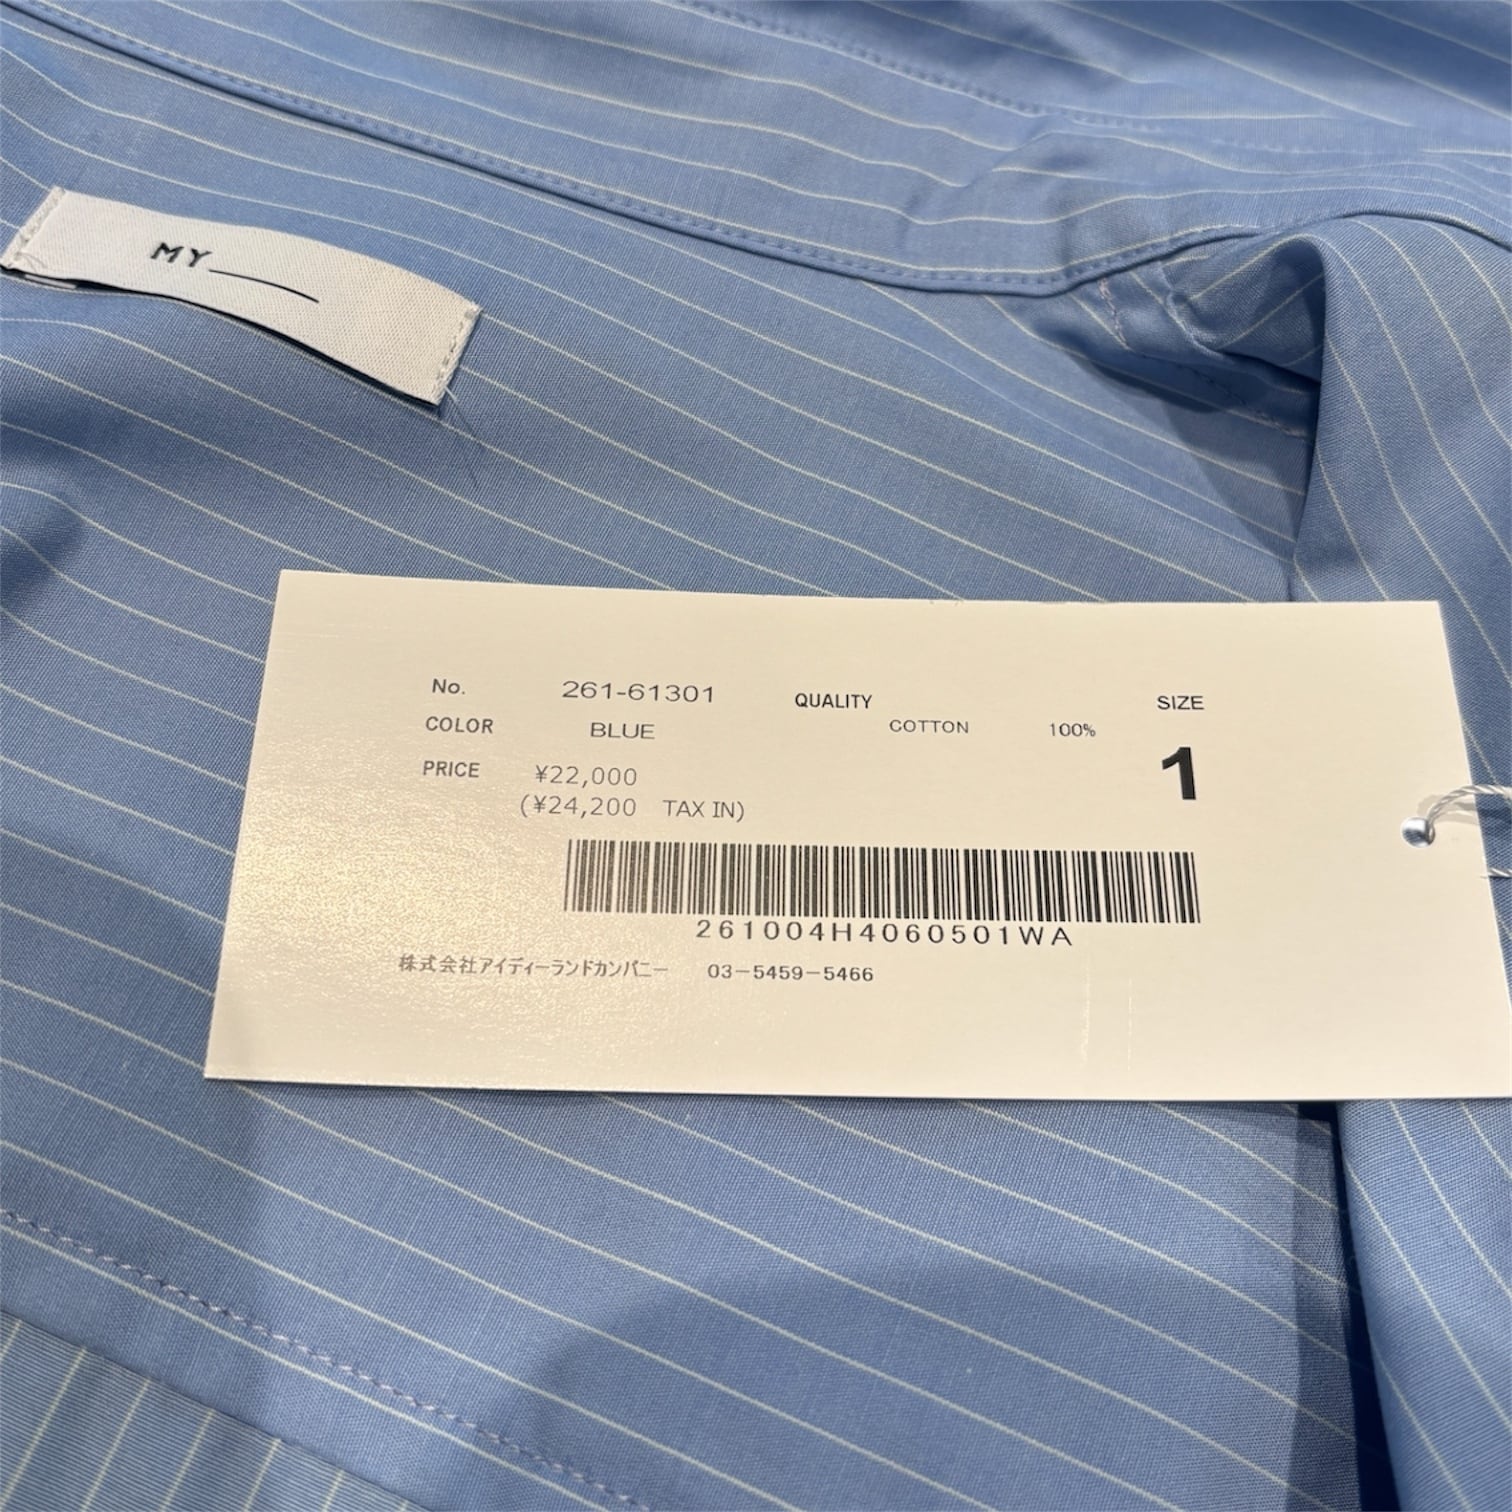 MY___
No. 261-61301 QUALITY SIZE
COLOR BLUE COTTON 100%
1
PRICE ¥22,000
(¥24,200 TAX IN)
261004H4060501WA
株式会社アイディーランドカンパニー 03-5459-5466